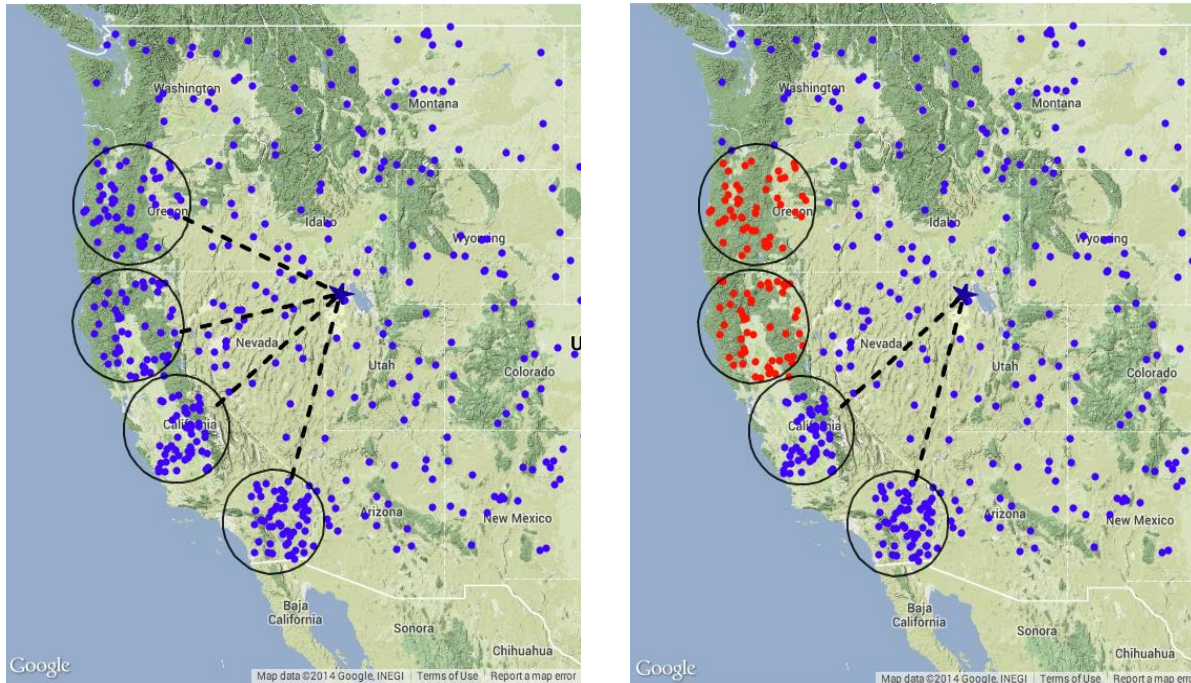 Washington
Montana
Oregon
Idaho
Wyoming
Nevada
Utah
U
Colorado
California
Arizona
New Mexico
Baja
California
Sonora
Chihuahua
Google
Map data ©2014 Google, INEGI
Terms of Use
Report a map error
Washington
Montana
Oregon
Idaho
Wyoming
Nevada
Utah
Colorado
California
Arizona
New Mexico
Baja
California
Sonora
Chihuahua
Google
Map data ©2014 Google, INEGI
Terms of Use
Report a map error